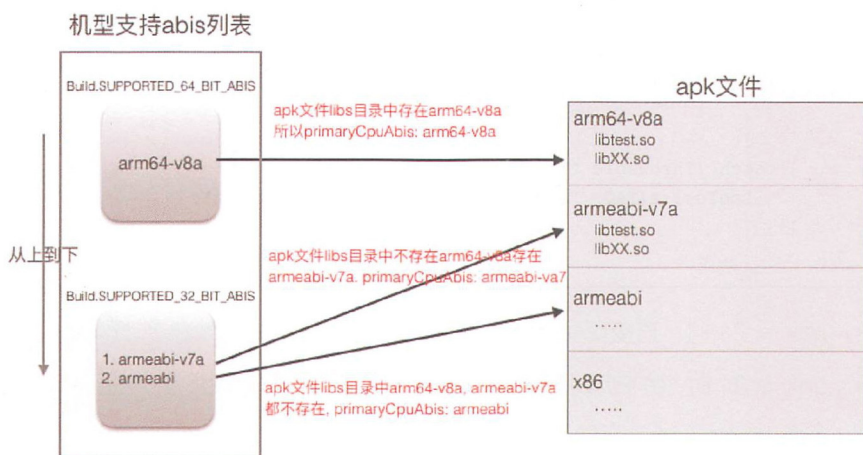 机型支持abis列表
Build.SUPPORTED_64_BIT_ABIS
arm64-v8a
从上到下
Build.SUPPORTED_32_BIT_ABIS
1. armeabi-v7a
2. armeabi
apk文件libs目录中存在arm64-v8a
所以primaryCpuAbis: arm64-v8a
apk文件libs目录中不存在arm64-v8a存在
armeabi-v7a. primaryCpuAbis: armeabi-va7
apk文件libs目录中arm64-v8a, armeabi-v7a
都不存在, primaryCpuAbis: armeabi
apk文件
arm64-v8a
libtest.so
libXX.so
armeabi-v7a
libtest.so
libXX.so
armeabi
.....
x86
.....